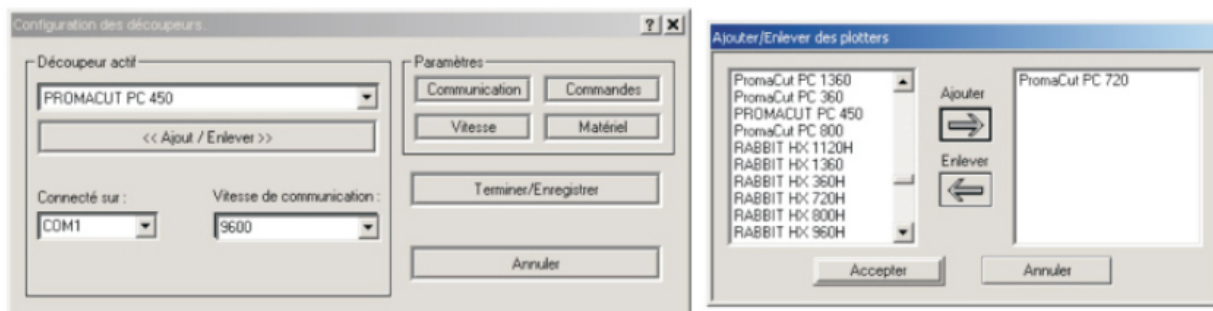 Configuration des découpeurs.
Découpeur actif
PROMACUT PC 450
<< Ajout / Enlever >>
Connecté sur :
Vitesse de communication :
COM1
9600
Paramètres
Communication
Commandes
Vitesse
Matériel
Terminer/Enregistrer
Annuler
Ajouter/Enlever des plotters
PromaCut PC 1360
PromaCut PC 360
PROMACUT PC 450
PromaCut PC 800
RABBIT HX 1120H
RABBIT HX 1360
RABBIT HX 360H
RABBIT HX 720H
RABBIT HX 800H
RABBIT HX 960H
Ajouter
Enlever
PromaCut PC 720
Accepter
Annuler